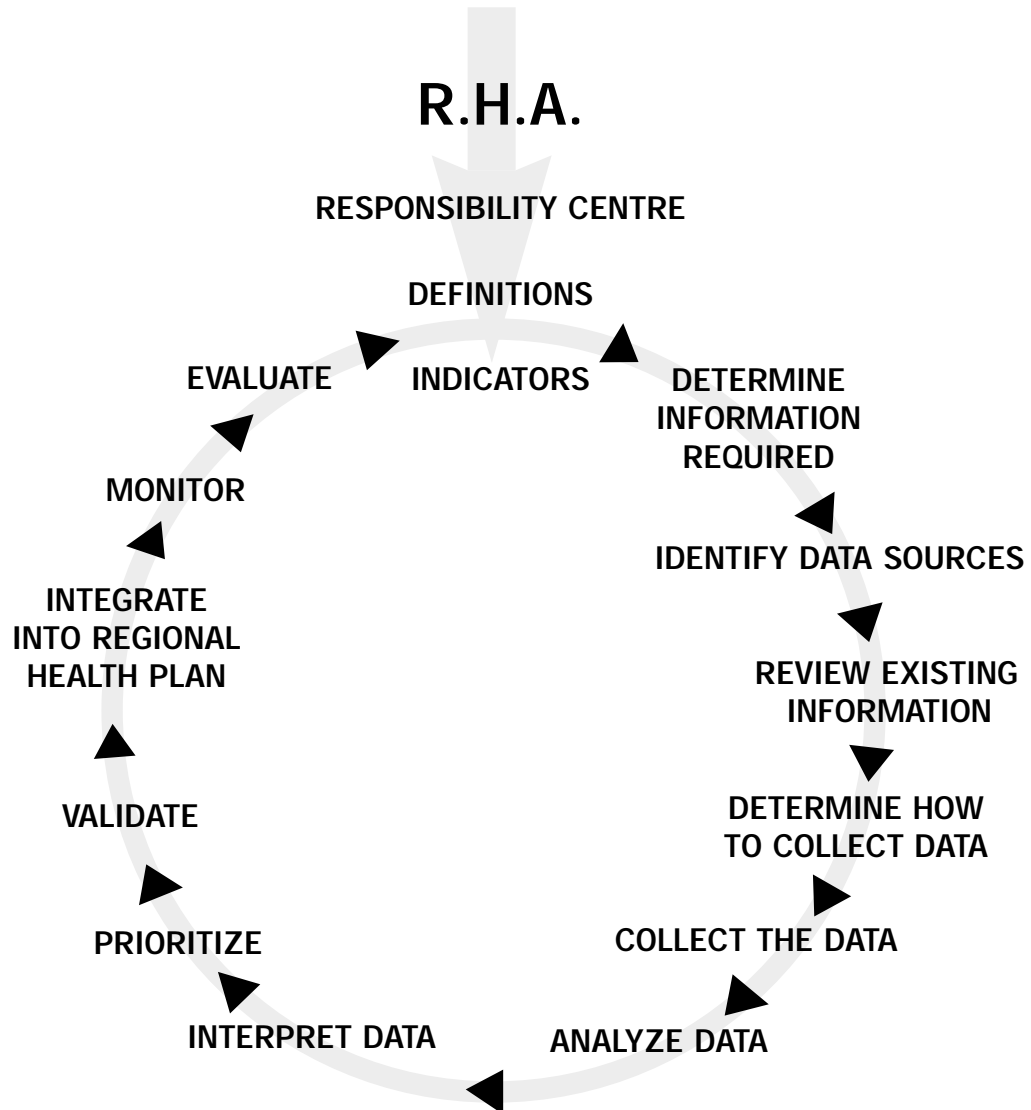 R.H.A.
RESPONSIBILITY CENTRE
DEFINITIONS
INDICATORS
DETERMINE
INFORMATION
REQUIRED
IDENTIFY DATA SOURCES
REVIEW EXISTING
INFORMATION
DETERMINE HOW
TO COLLECT DATA
COLLECT THE DATA
ANALYZE DATA
INTERPRET DATA
PRIORITIZE
VALIDATE
INTEGRATE
INTO REGIONAL
HEALTH PLAN
MONITOR
EVALUATE